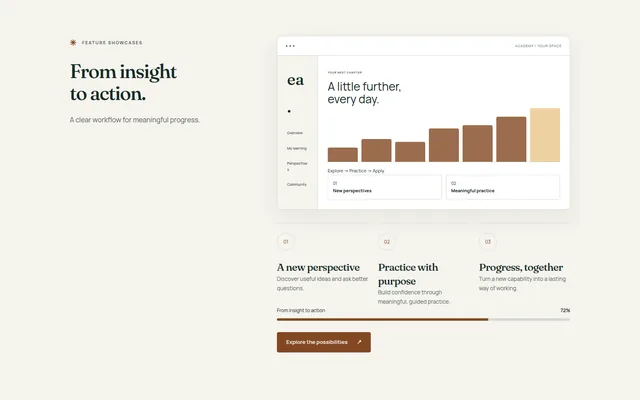 FEATURE SHOWCASES
From insight
to action.
A clear workflow for meaningful progress.
ACADEMY / YOUR SPACE
ea
Overview
My learning
Perspective
s
Community
YOUR NEXT CHAPTER
A little further,
every day.
Explore → Practice → Apply
01
New perspectives
02
Meaningful practice
01
A new perspective
Discover useful ideas and ask better
questions.
02
Practice with
purpose
Build confidence through
meaningful, guided practice.
03
Progress, together
Turn a new capability into a lasting
way of working.
From insight to action
72%
Explore the possibilities ↗